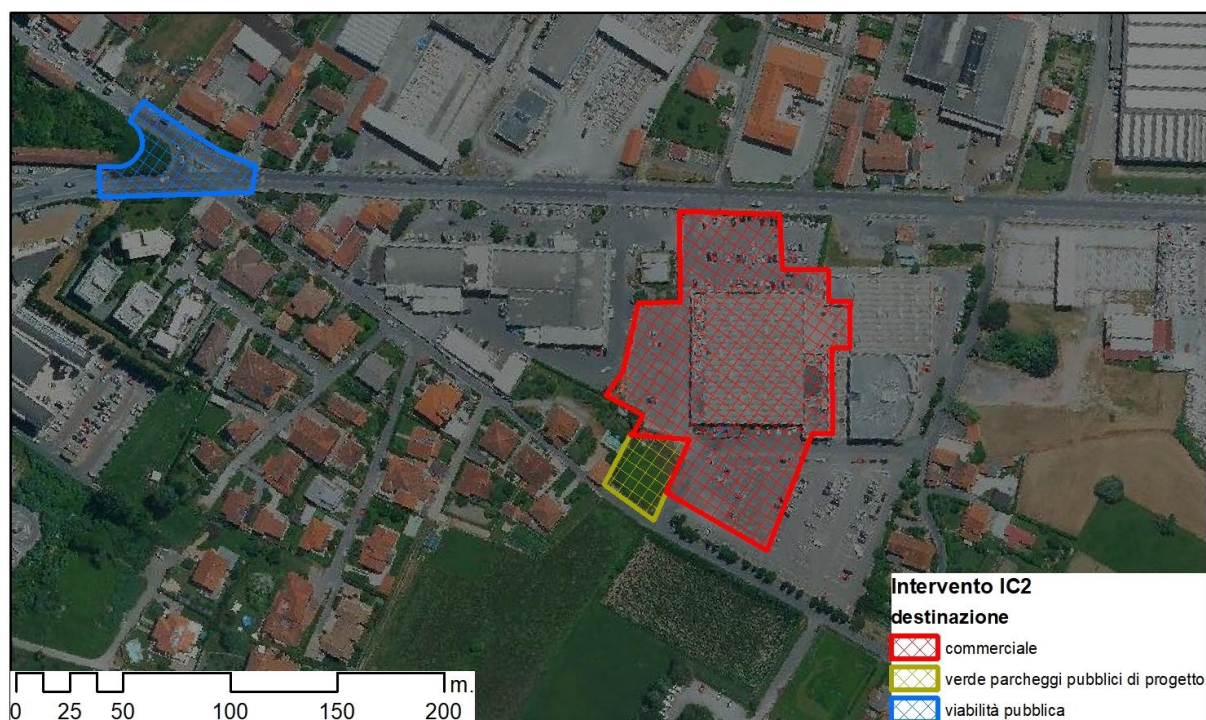 Intervento IC2
destinazione
commerciale
verde parcheggi pubblici di progetto
viabilità pubblica
m.
0 25 50 100 150 200